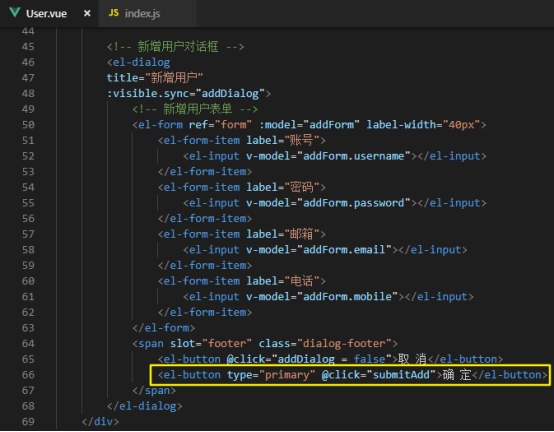 User.vue × JS index.js
44
45 <!-- 新增用户对话框 -->
46 <el-dialog
47 title="新增用户"
48 :visible.sync="addDialog">
49 <!-- 新增用户表单 -->
50 <el-form ref="form" :model="addForm" label-width="40px">
51 <el-form-item label="账号">
52 <el-input v-model="addForm.username"></el-input>
53 </el-form-item>
54 <el-form-item label="密码">
55 <el-input v-model="addForm.password"></el-input>
56 </el-form-item>
57 <el-form-item label="邮箱">
58 <el-input v-model="addForm.email"></el-input>
59 </el-form-item>
60 <el-form-item label="电话">
61 <el-input v-model="addForm.mobile"></el-input>
62 </el-form-item>
63 </el-form>
64 <span slot="footer" class="dialog-footer">
65 <el-button @click="addDialog = false">取 消</el-button>
66 <el-button type="primary" @click="submitAdd">确 定</el-button>
67 </span>
68 </el-dialog>
69 </div>